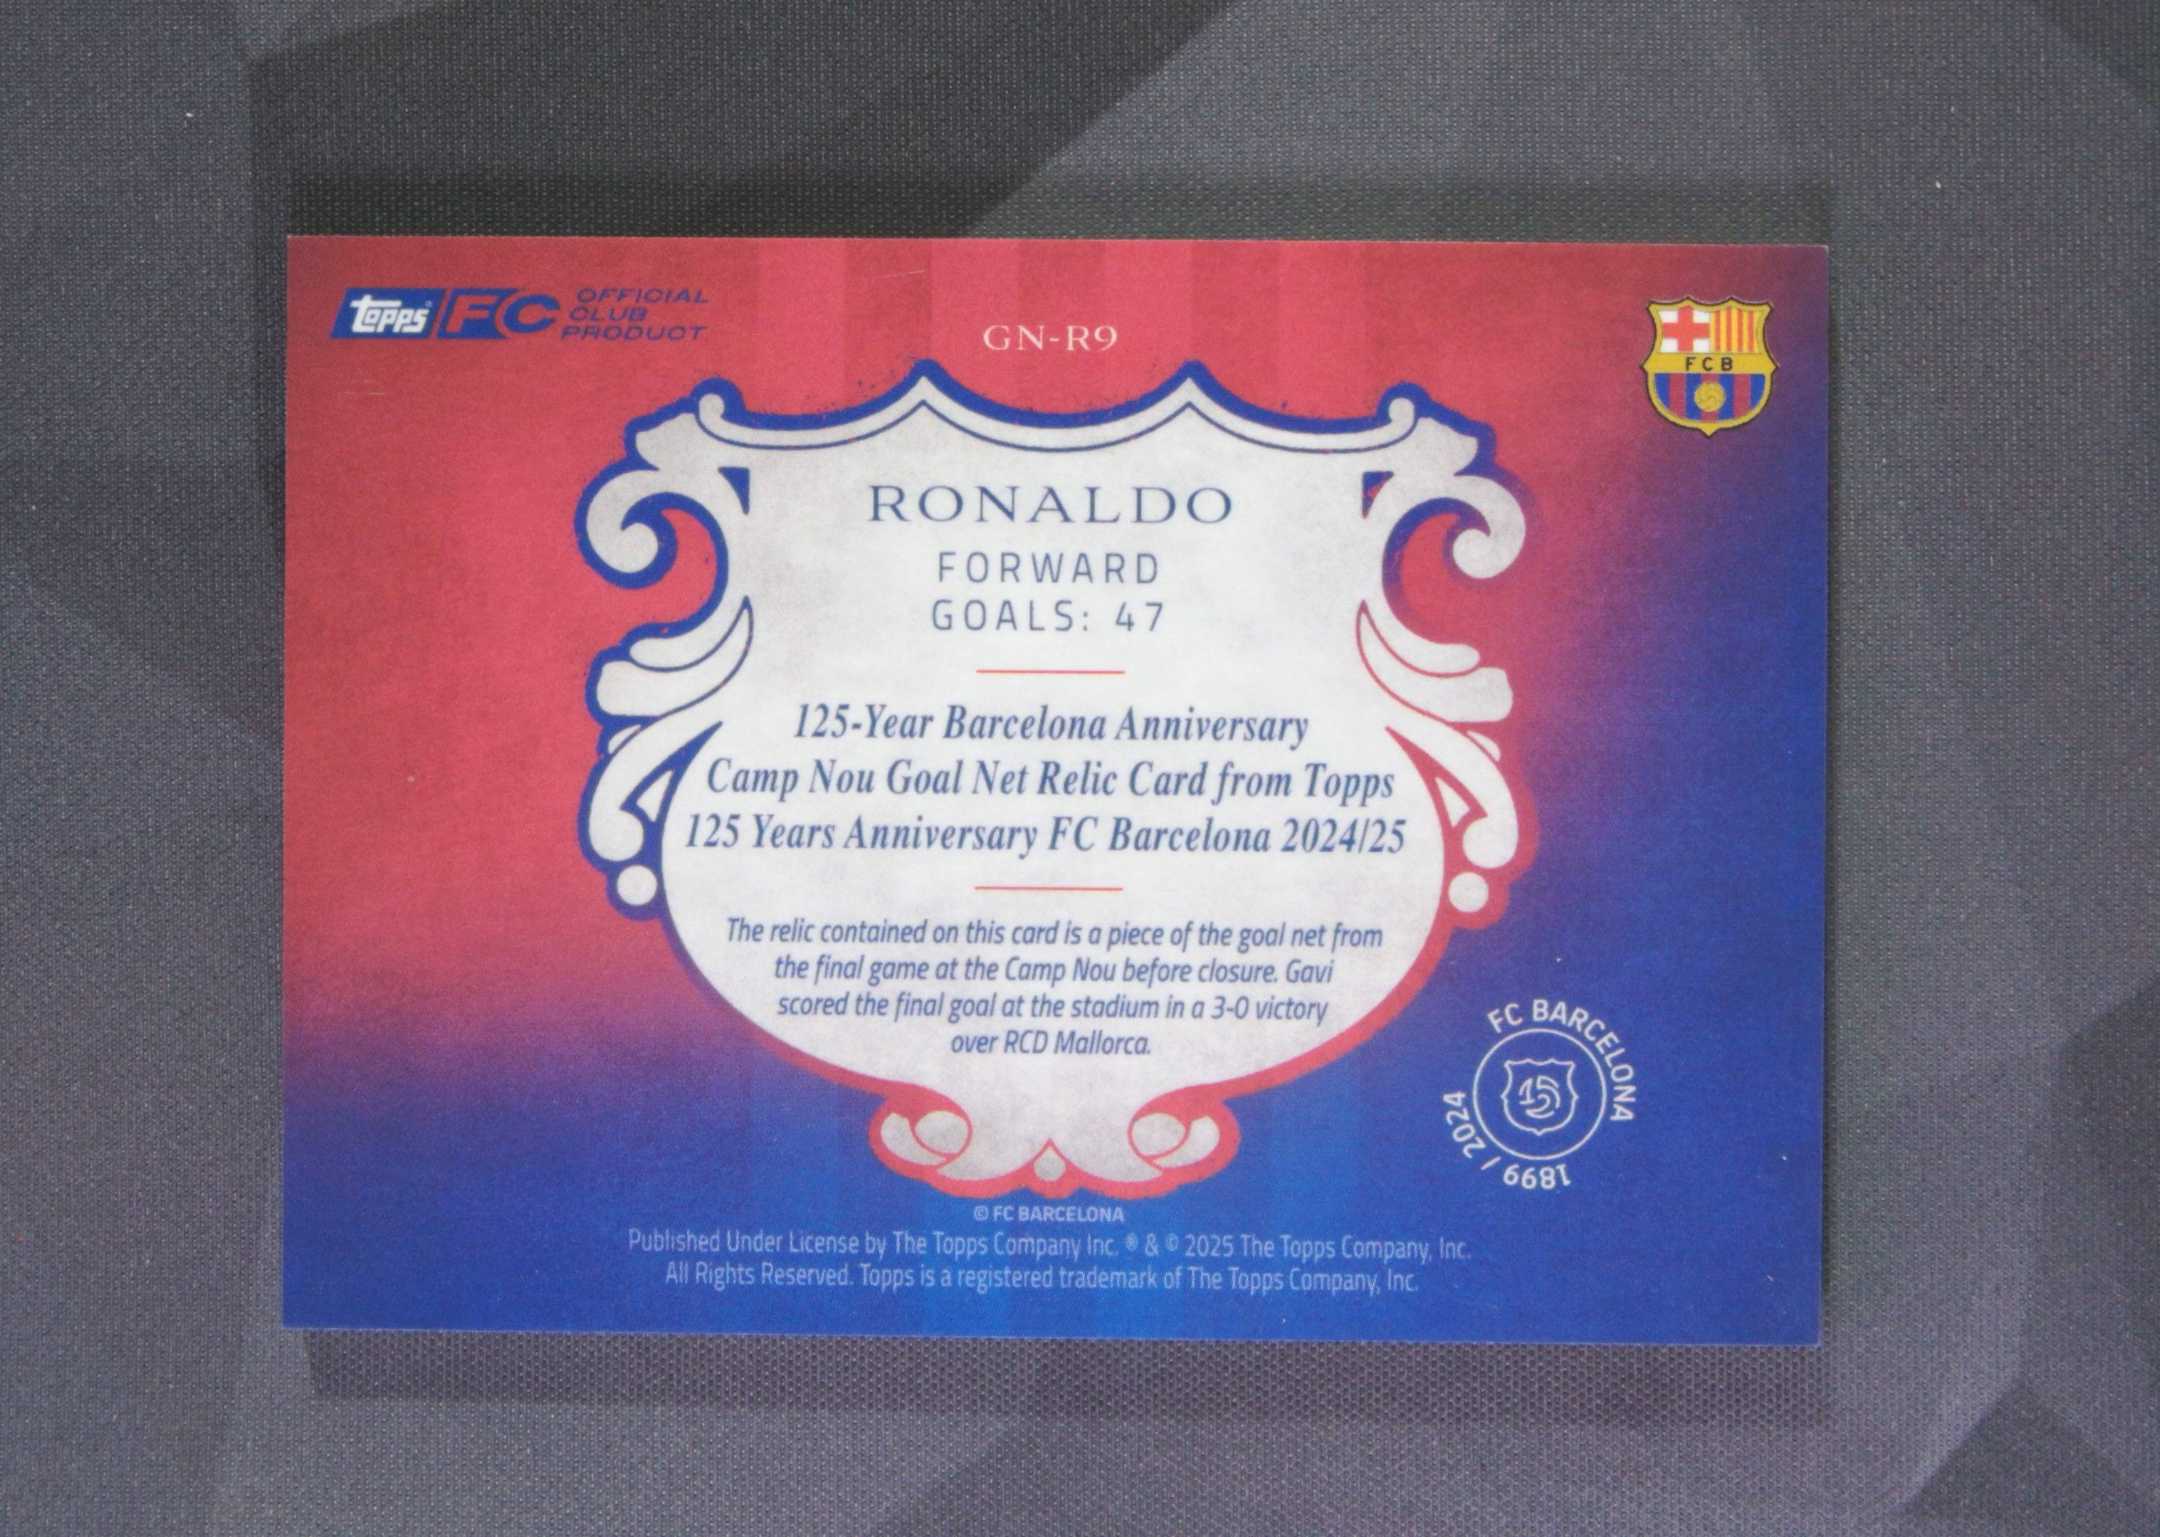 topps FC OFFICIAL
CLUB
PRODUCT
GN-R9
FCB
RONALDO
FORWARD
GOALS: 47
125-Year Barcelona Anniversary
Camp Nou Goal Net Relic Card from Topps
125 Years Anniversary FC Barcelona 2024/25
The relic contained on this card is a piece of the goal net from
the final game at the Camp Nou before closure. Gavi
scored the final goal at the stadium in a 3-0 victory
over RCD Mallorca.
FC BARCELONA
1899 / 2024
© FC BARCELONA
Published Under License by The Topps Company Inc. ® & © 2025 The Topps Company, Inc.
All Rights Reserved. Topps is a registered trademark of The Topps Company, Inc.